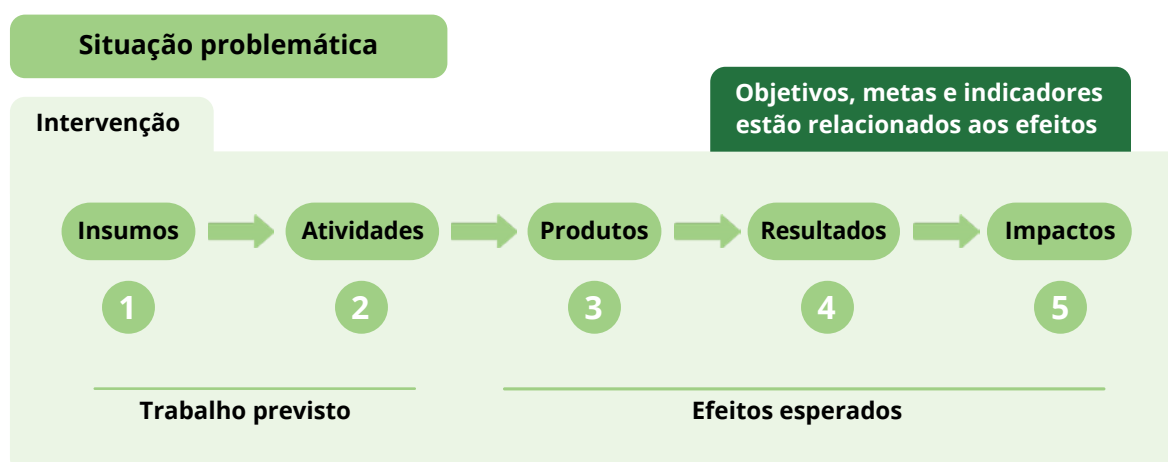 Situação problemática
Objetivos, metas e indicadores
estão relacionados aos efeitos
Intervenção
Insumos
Atividades
Produtos
Resultados
Impactos
1
2
3
4
5
Trabalho previsto
Efeitos esperados